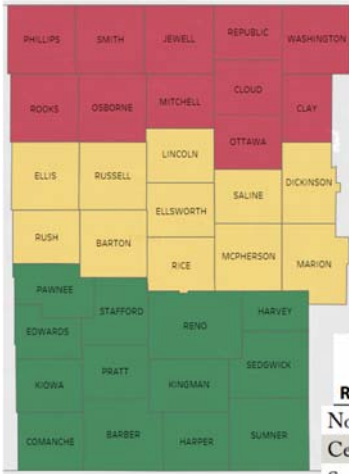 PHILLIPS SMITH JEWELL REPUBLIC WASHINGTON
ROOKS OSBORNE MITCHELL CLOUD CLAY
OTTAWA
ELLIS RUSSELL LINCOLN SALINE DICKINSON
ELLSWORTH
RUSH BARTON RICE MCPHERSON MARION
PAWNEE STAFFORD RENO HARVEY
EDWARDS
KIOWA PRATT KINGMAN SEDGWICK
COMANCHE BARBER HARPER SUMNER
R
No
Ce